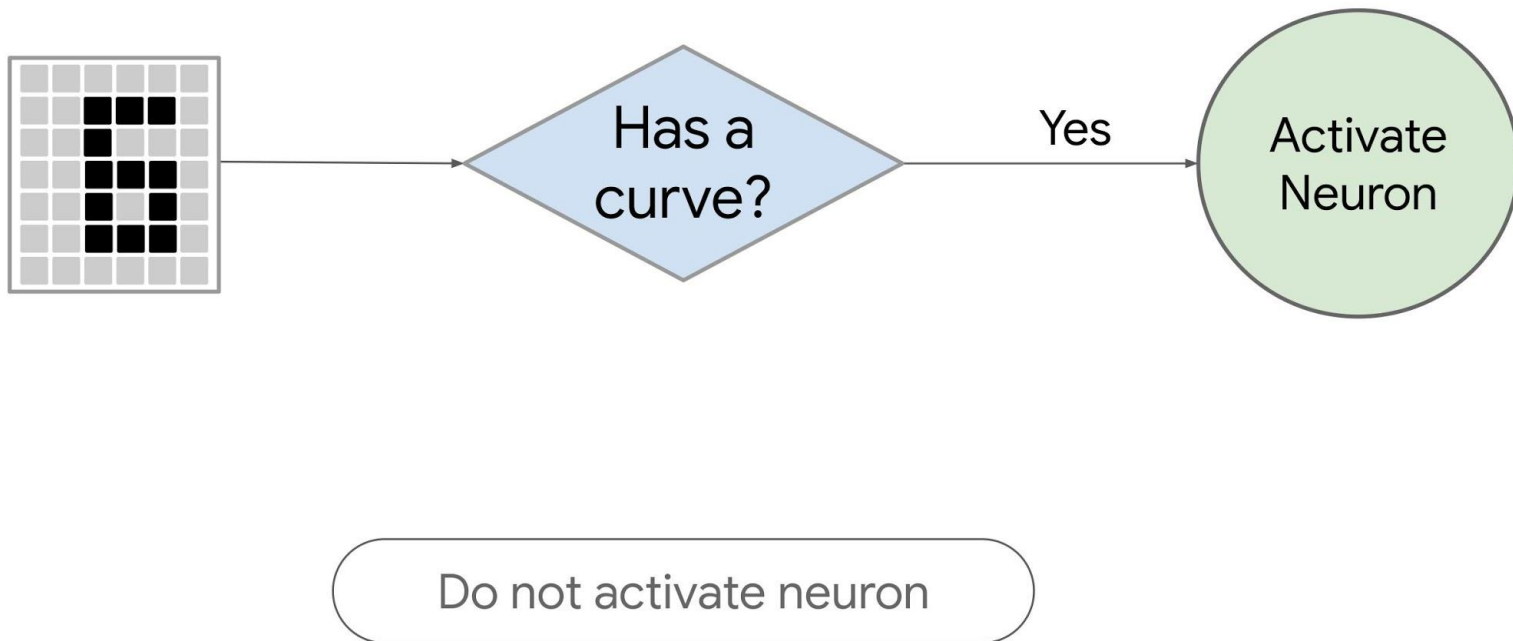 Has a
curve?
Yes
Activate
Neuron
Do not activate neuron